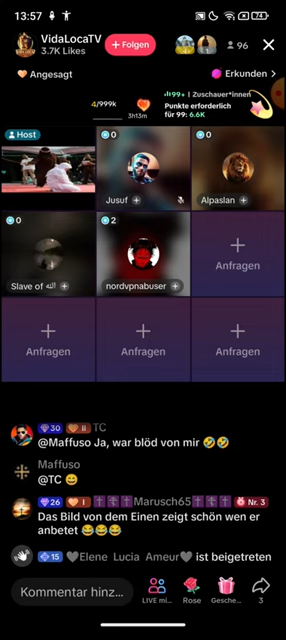 13:57
74
VidaLocaTV
3.7K Likes
+ Folgen
96
Angesagt
Erkunden >
4/999k
3h13m
99+ | Zuschauer*innen
Punkte erforderlich
für 99: 6.6K
Host
0
Jusuf
0
Alpaslan
0
Slave of الله
2
nordvpnabuser
Anfragen
Anfragen
Anfragen
Anfragen
30 II TC
@Maffuso Ja, war blöd von mir 🤣🤣
Maffuso
@TC 😄
26 I Marusch65 Nr. 3
Das Bild von dem Einen zeigt schön wen er
anbetet 😂😂😂
15 🖤Elene Lucia Ameur🖤 ist beigetreten
Kommentar hinz...
LIVE mi...
Rose
Gesche...
3